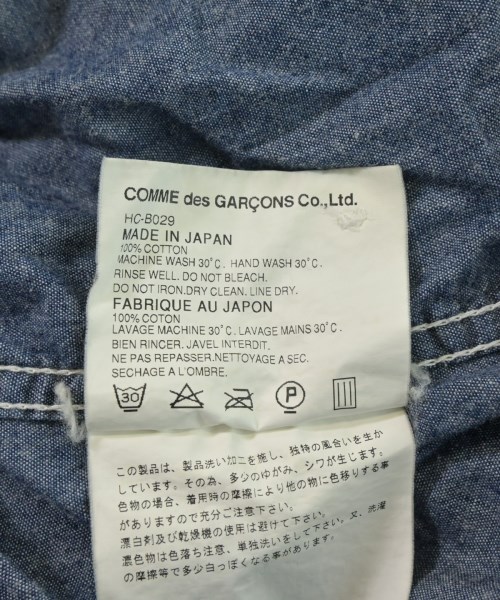 COMME des GARÇONS Co.,Ltd.
HC-B029
MADE IN JAPAN
100% COTTON
MACHINE WASH 30°C. HAND WASH 30°C.
RINSE WELL. DO NOT BLEACH.
DO NOT IRON.DRY CLEAN. LINE DRY.
FABRIQUE AU JAPON
100% COTON
LAVAGE MACHINE 30°C. LAVAGE MAINS 30°C.
BIEN RINCER. JAVEL INTERDIT.
NE PAS REPASSER.NETTOYAGE A SEC.
SECHAGE A L'OMBRE.
30 P
この製品は、製品洗い加工を施し、独特の風合いを生か
しています。その為、多少のゆがみ、シワが生じます。
色物の場合、着用時の摩擦により他の物に色移りする事
がありますので充分ご注意下さい。
漂白剤及び乾燥機の使用は避けて下さい。
濃色物は色落ち注意、単独洗いをして下さい。又、洗濯
の摩擦等で多少白っぽくなる事があります。